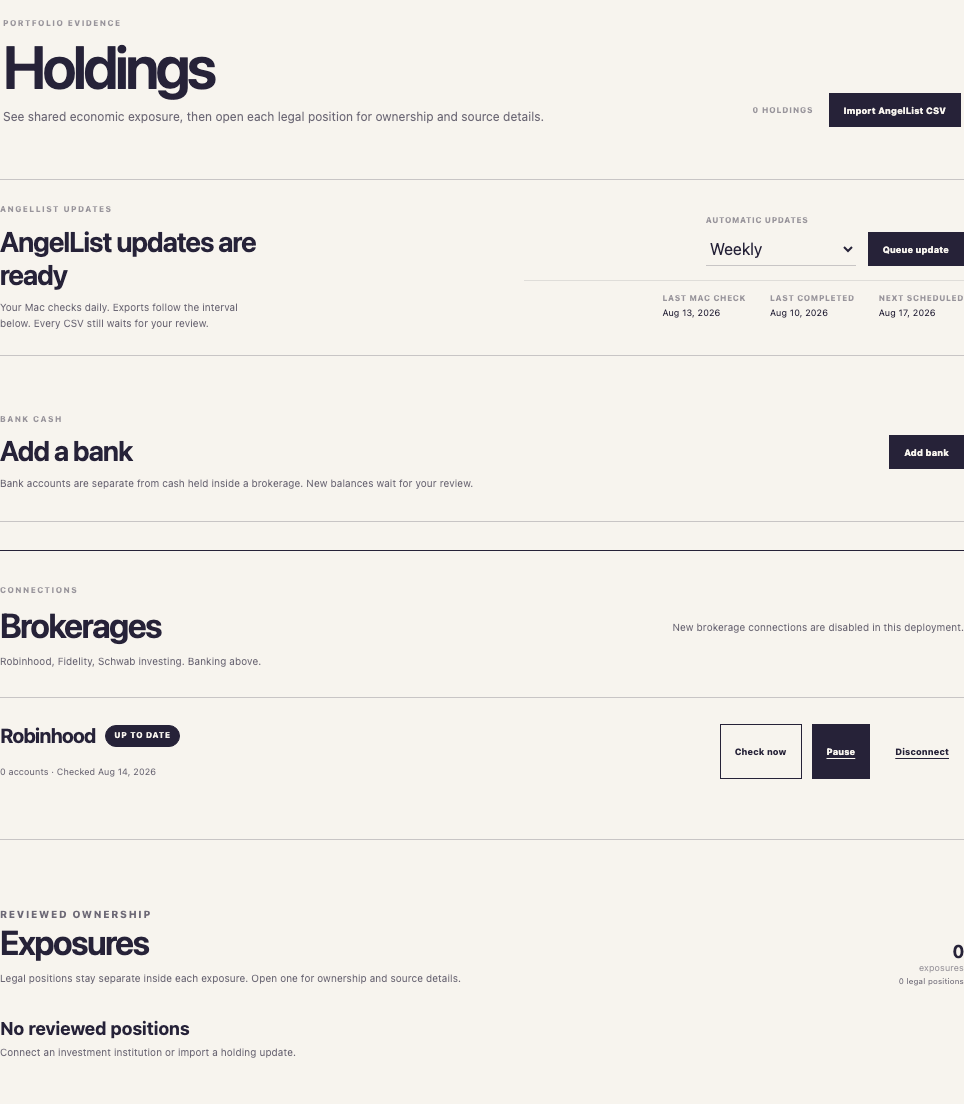 PORTFOLIO EVIDENCE
Holdings
See shared economic exposure, then open each legal position for ownership and source details.
0 HOLDINGS
Import AngelList CSV
ANGELLIST UPDATES
AngelList updates are
ready
Your Mac checks daily. Exports follow the interval
below. Every CSV still waits for your review.
AUTOMATIC UPDATES
Weekly
Queue update
LAST MAC CHECK
Aug 13, 2026
LAST COMPLETED
Aug 10, 2026
NEXT SCHEDULED
Aug 17, 2026
BANK CASH
Add a bank
Bank accounts are separate from cash held inside a brokerage. New balances wait for your review.
Add bank
CONNECTIONS
Brokerages
Robinhood, Fidelity, Schwab investing. Banking above.
New brokerage connections are disabled in this deployment.
Robinhood
UP TO DATE
0 accounts · Checked Aug 14, 2026
Check now
Pause
Disconnect
REVIEWED OWNERSHIP
Exposures
Legal positions stay separate inside each exposure. Open one for ownership and source details.
0
exposures
0 legal positions
No reviewed positions
Connect an investment institution or import a holding update.